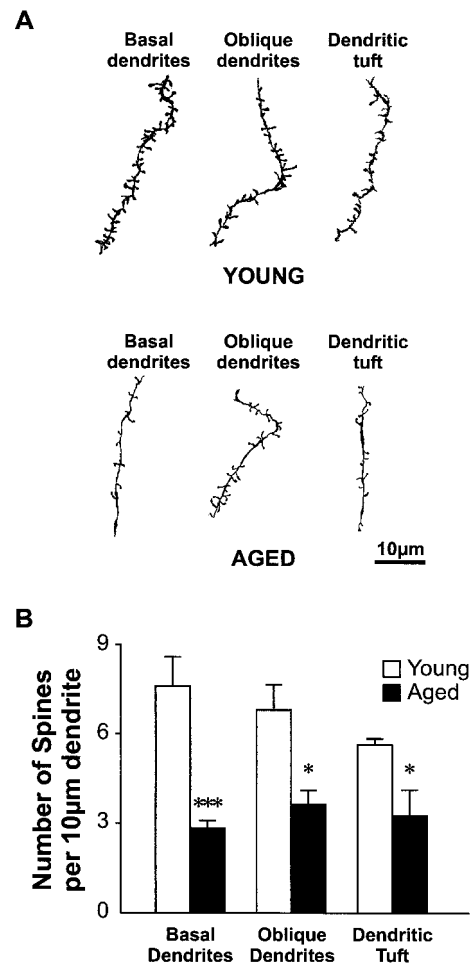 A
Basal Oblique Dendritic
dendrites dendrites tuft
YOUNG
Basal Oblique Dendritic
dendrites dendrites tuft
AGED
10µm
B
Number of Spines
per 10µm dendrite
9
6
3
0
Young
Aged
***
*
*
Basal Oblique Dendritic
Dendrites Dendrites Tuft